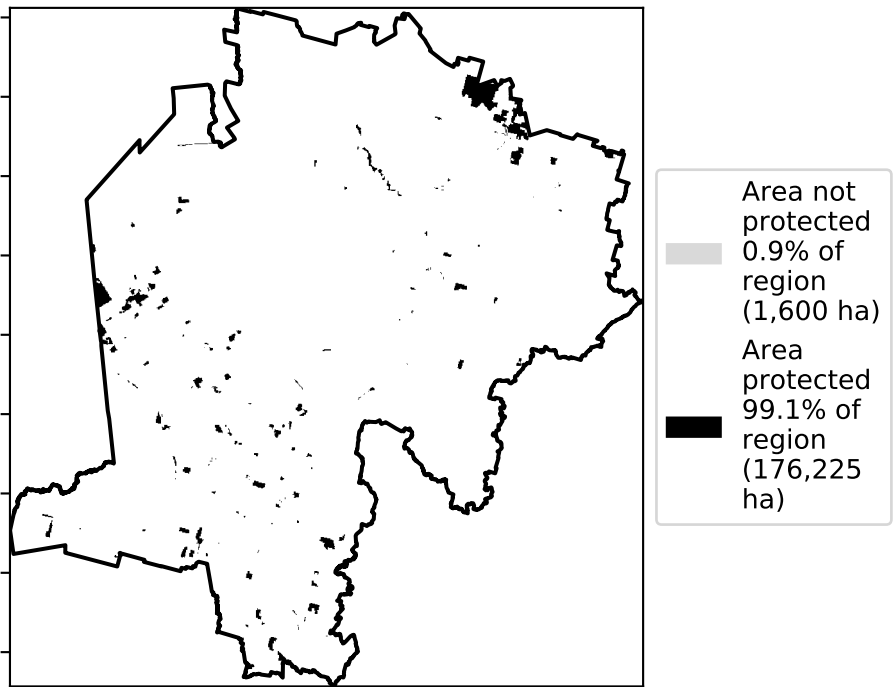 Area not
protected
0.9% of
region
(1,600 ha)
Area
protected
99.1% of
region
(176,225
ha)